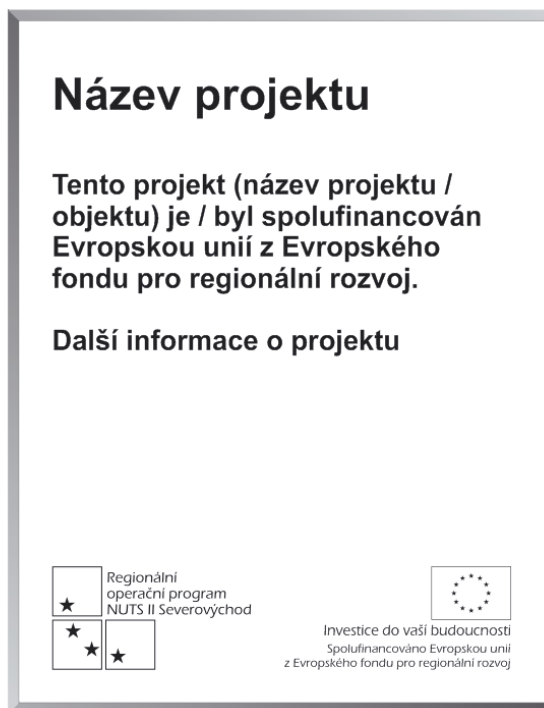 Název projektu
Tento projekt (název projektu /
objektu) je / byl spolufinancován
Evropskou unií z Evropského
fondu pro regionální rozvoj.
Další informace o projektu
Regionální
operační program
NUTS II Severovýchod
Investice do vaší budoucnosti
Spolufinancováno Evropskou unií
z Evropského fondu pro regionální rozvoj